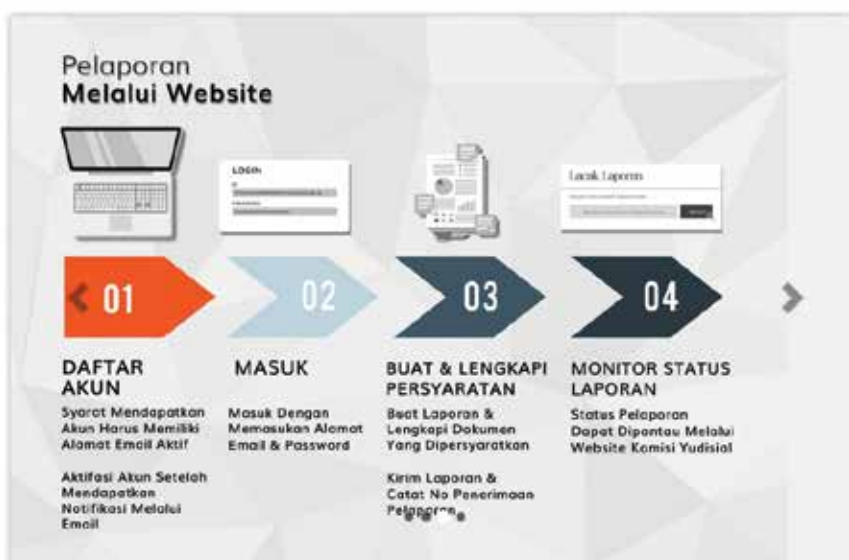 Pelaporan
Melalui Website
LOGIN
Lacak Laporan
01
02
03
04
DAFTAR
AKUN
Syarat Mendapatkan
Akun Harus Memiliki
Alamat Email Aktif
Aktifasi Akun Setelah
Mendapatkan
Notifikasi Melalui
Email
MASUK
Masuk Dengan
Memasukan Alamat
Email & Password
BUAT & LENGKAPI
PERSYARATAN
Buat Laporan &
Lengkapi Dokumen
Yang Dipersyaratkan
Kirim Laporan &
Catat No Penerimaan
Pelaporan
MONITOR STATUS
LAPORAN
Status Pelaporan
Dapat Dipantau Melalui
Website Komisi Yudisial